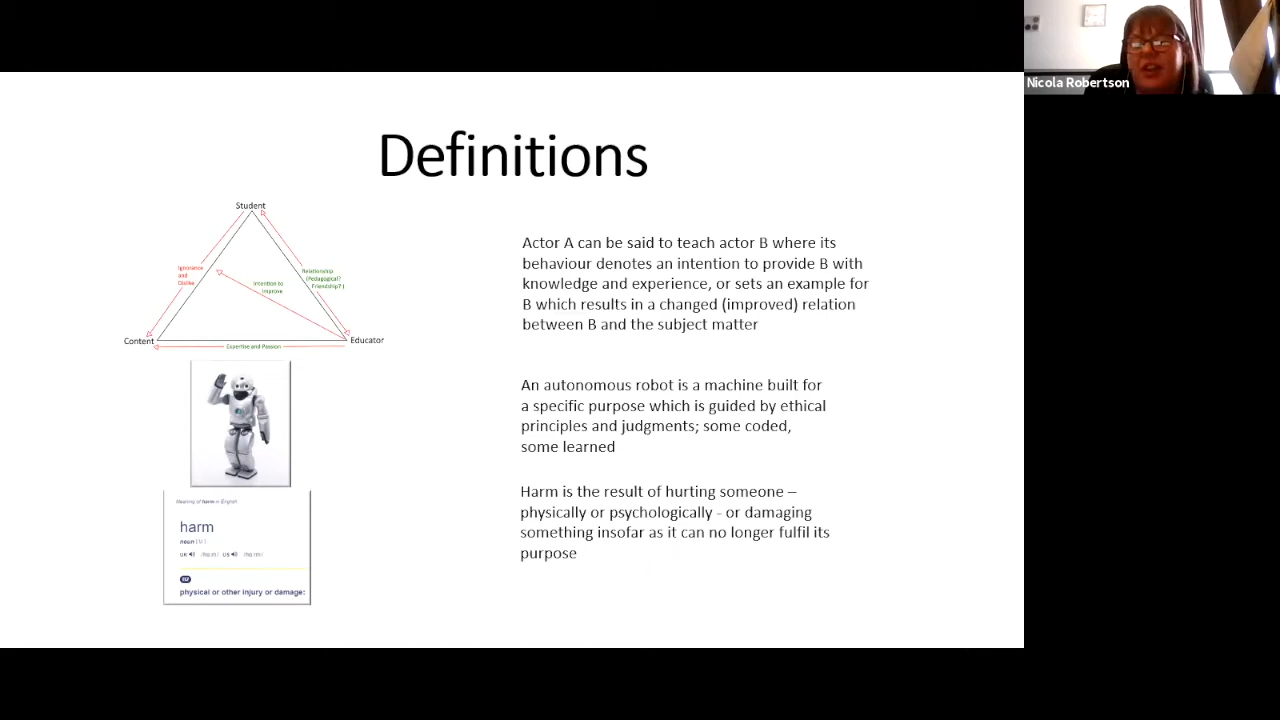 Nicola Robertson
Definitions
Student
Ignorance
and
Dislike
Relationship
(Pedagogical?
Friendship?)
Intention to
Improve
Content
Educator
Expertise and Passion
Actor A can be said to teach actor B where its
behaviour denotes an intention to provide B with
knowledge and experience, or sets an example for
B which results in a changed (improved) relation
between B and the subject matter
An autonomous robot is a machine built for
a specific purpose which is guided by ethical
principles and judgments; some coded,
some learned
Meaning of harm in English
harm
noun [U]
UK /hɑːm/ US /hɑːrm/
physical or other injury or damage:
Harm is the result of hurting someone –
physically or psychologically - or damaging
something insofar as it can no longer fulfil its
purpose